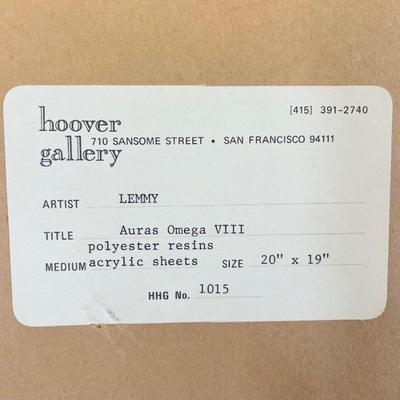 [415] 391-2740
hoover
710 SANSOME STREET • SAN FRANCISCO 94111
gallery
ARTIST LEMMY
TITLE Auras Omega VIII
polyester resins
MEDIUM acrylic sheets SIZE 20" x 19"
HHG No. 1015